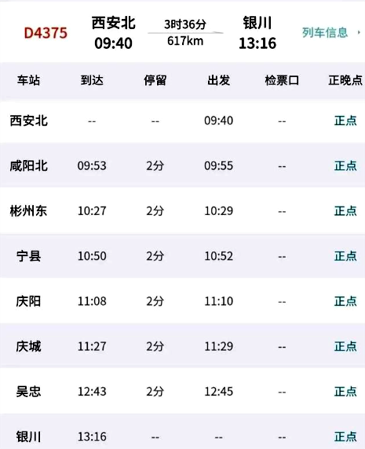 D4375 西安北 09:40 3时36分 617km 银川 13:16 列车信息
车站 到达 停留 出发 检票口 正晚点
西安北 -- -- 09:40 -- 正点
咸阳北 09:53 2分 09:55 -- 正点
彬州东 10:27 2分 10:29 -- 正点
宁县 10:50 2分 10:52 -- 正点
庆阳 11:08 2分 11:10 -- 正点
庆城 11:27 2分 11:29 -- 正点
吴忠 12:43 2分 12:45 -- 正点
银川 13:16 -- -- -- 正点